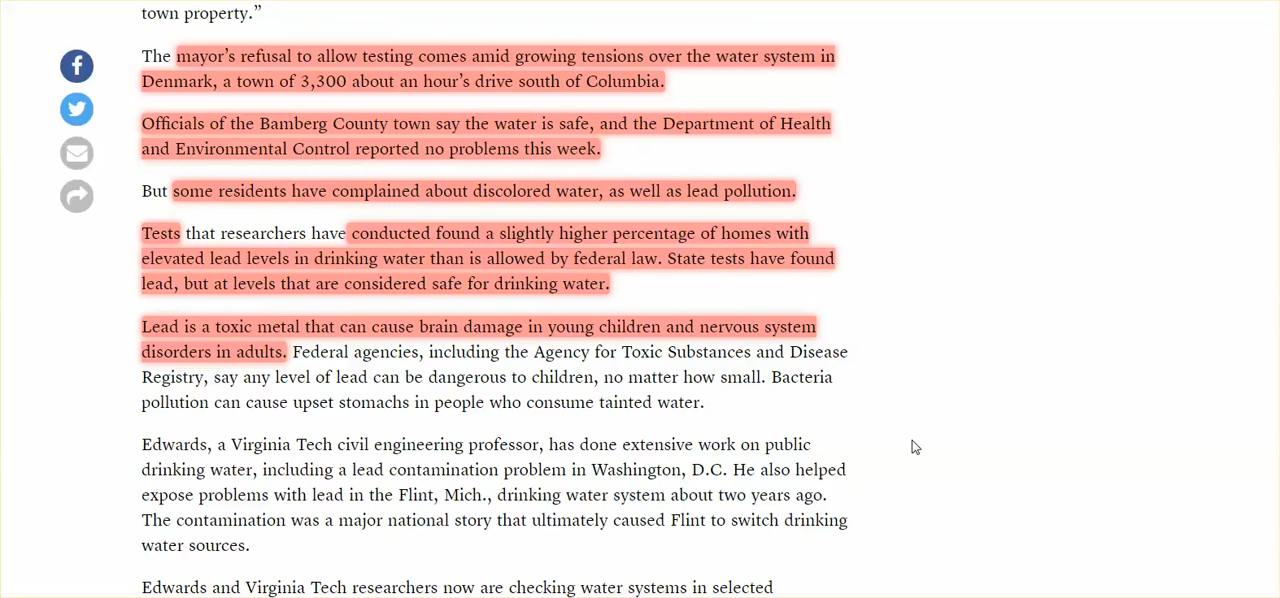 town property.”
The mayor’s refusal to allow testing comes amid growing tensions over the water system in
Denmark, a town of 3,300 about an hour’s drive south of Columbia.
Officials of the Bamberg County town say the water is safe, and the Department of Health
and Environmental Control reported no problems this week.
But some residents have complained about discolored water, as well as lead pollution.
Tests that researchers have conducted found a slightly higher percentage of homes with
elevated lead levels in drinking water than is allowed by federal law. State tests have found
lead, but at levels that are considered safe for drinking water.
Lead is a toxic metal that can cause brain damage in young children and nervous system
disorders in adults. Federal agencies, including the Agency for Toxic Substances and Disease
Registry, say any level of lead can be dangerous to children, no matter how small. Bacteria
pollution can cause upset stomachs in people who consume tainted water.
Edwards, a Virginia Tech civil engineering professor, has done extensive work on public
drinking water, including a lead contamination problem in Washington, D.C. He also helped
expose problems with lead in the Flint, Mich., drinking water system about two years ago.
The contamination was a major national story that ultimately caused Flint to switch drinking
water sources.
Edwards and Virginia Tech researchers now are checking water systems in selected